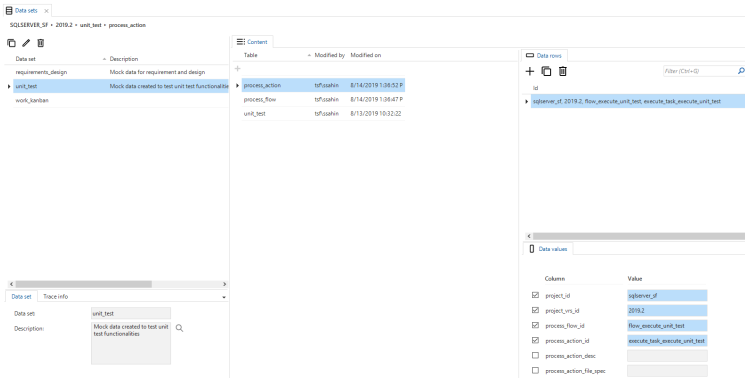 Data sets
SQLSERVER_SF • 2019.2 • unit_test • process_action
Data set Description
requirements_design Mock data for requirement and design
unit_test Mock data created to test unit test functionalitie
work_kanban
Data set Trace info
Data set: unit_test
Description: Mock data created to test unit
test functionalities
Content
Table Modified by Modified on
process_action tsf\ssahin 8/14/2019 1:36:52 P
process_flow tsf\ssahin 8/14/2019 1:36:47 P
unit_test tsf\ssahin 8/13/2019 10:32:22
Data rows
Filter (Ctrl+G)
Id
sqlserver_sf, 2019.2, flow_execute_unit_test, execute_task_execute_unit_test
Data values
Column Value
project_id sqlserver_sf
project_vrs_id 2019.2
process_flow_id flow_execute_unit_test
process_action_id execute_task_execute_unit_test
process_action_desc
process_action_file_spec